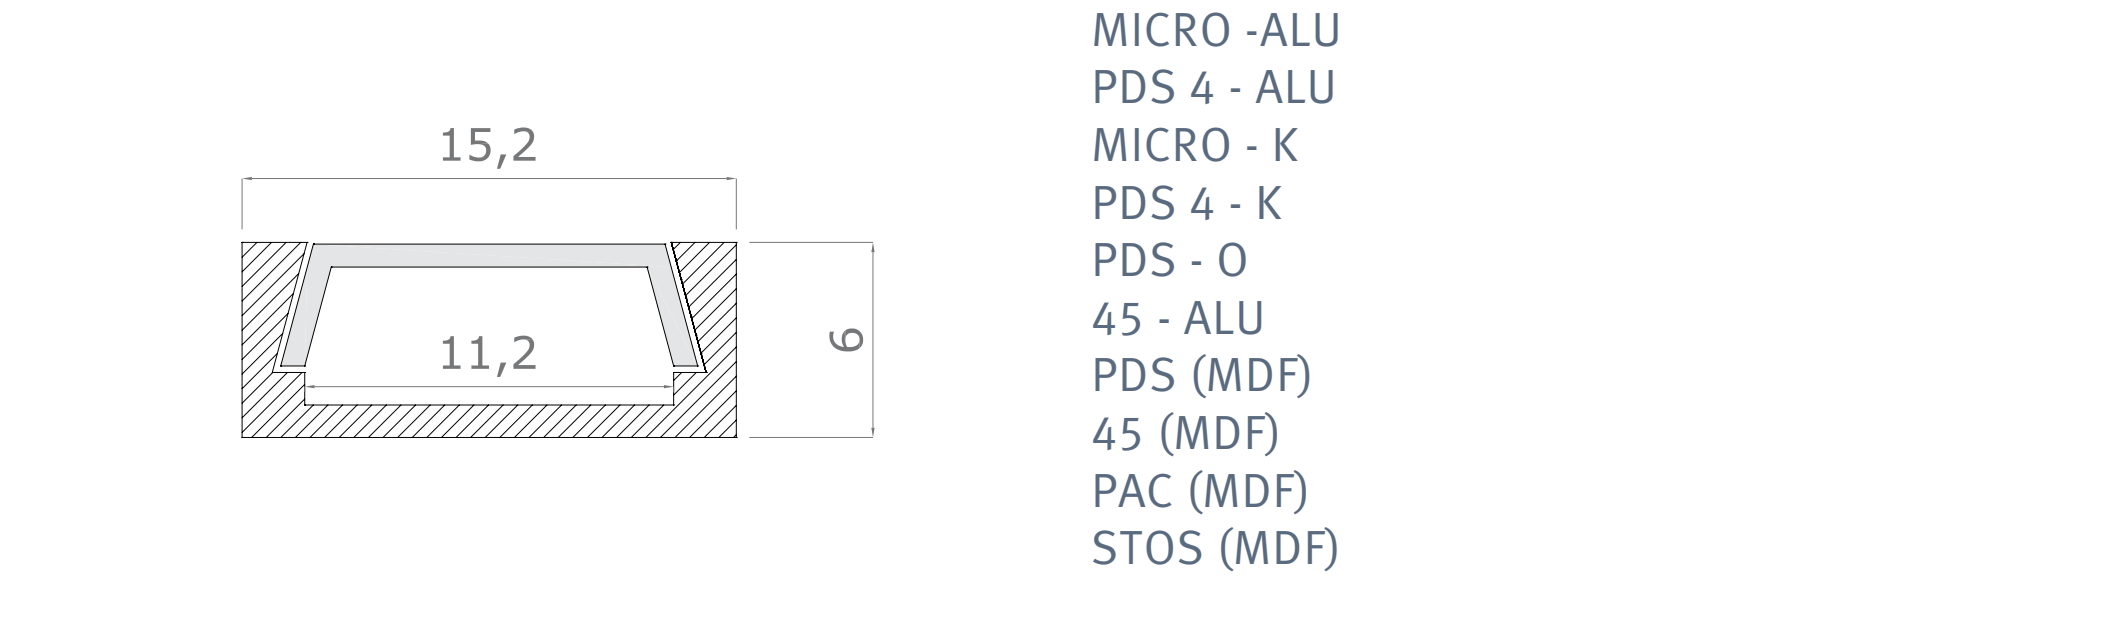 15,2
11,2
6
MICRO -ALU
PDS 4 - ALU
MICRO - K
PDS 4 - K
PDS - O
45 - ALU
PDS (MDF)
45 (MDF)
PAC (MDF)
STOS (MDF)